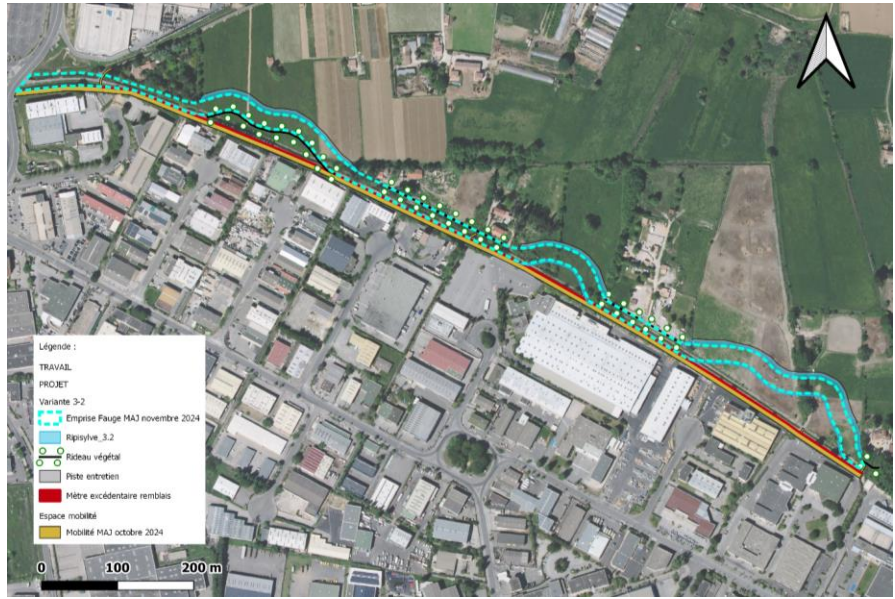 Légende :
TRAVAIL
PROJET
Variante 3-2
Emprise Fauge MAJ novembre 2024
Ripisylve_3.2
Rideau végétal
Piste entretien
Mètre excédentaire remblais
Espace mobilité
Mobilité MAJ octobre 2024
0 100 200 m